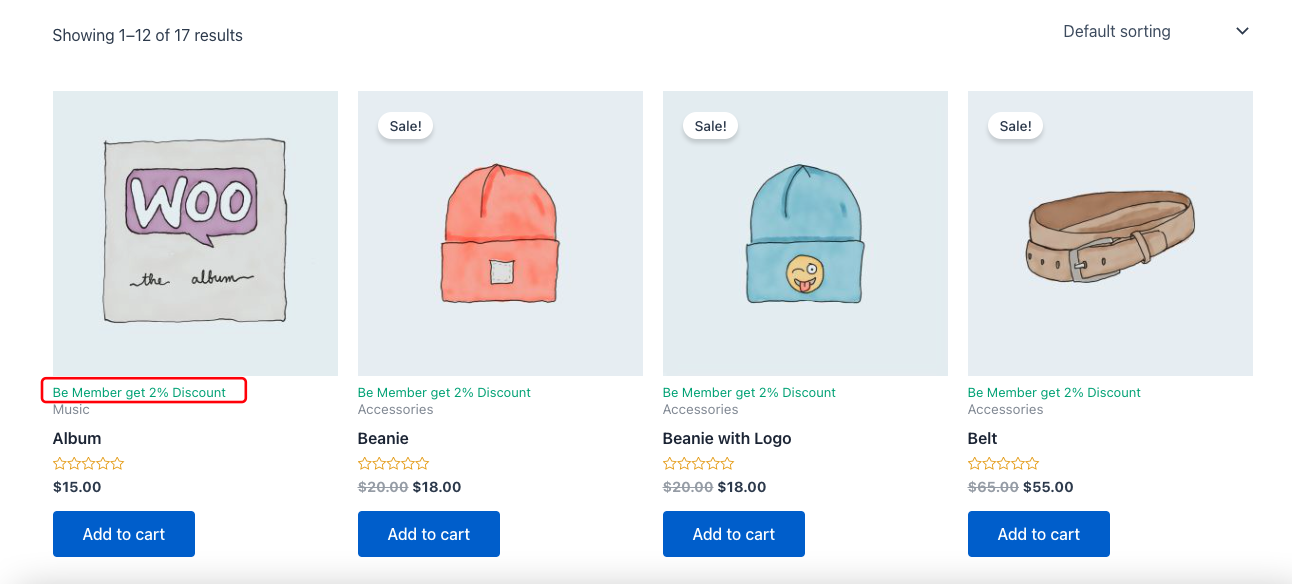 Showing 1–12 of 17 results
Default sorting
WOO
the album
Sale!
Sale!
Sale!
Be Member get 2% Discount
Music
Album
$15.00
Add to cart
Be Member get 2% Discount
Accessories
Beanie
$20.00 $18.00
Add to cart
Be Member get 2% Discount
Accessories
Beanie with Logo
$20.00 $18.00
Add to cart
Be Member get 2% Discount
Accessories
Belt
$65.00 $55.00
Add to cart